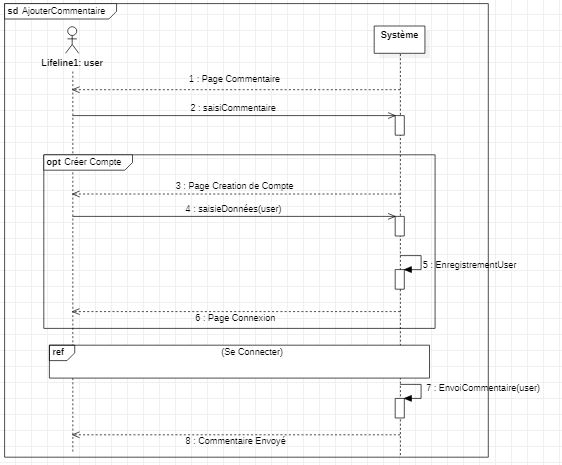 sd AjouterCommentaire
Système
Lifeline1: user
1 : Page Commentaire
2 : saisiCommentaire
opt Créer Compte
3 : Page Creation de Compte
4 : saisieDonnées(user)
5 : EnregistrementUser
6 : Page Connexion
ref (Se Connecter)
7 : EnvoiCommentaire(user)
8 : Commentaire Envoyé